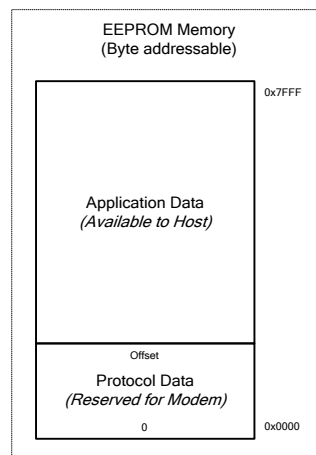 EEPROM Memory
(Byte addressable)
0x7FFF
Application Data
(Available to Host)
Offset
Protocol Data
(Reserved for Modem)
0
0x0000